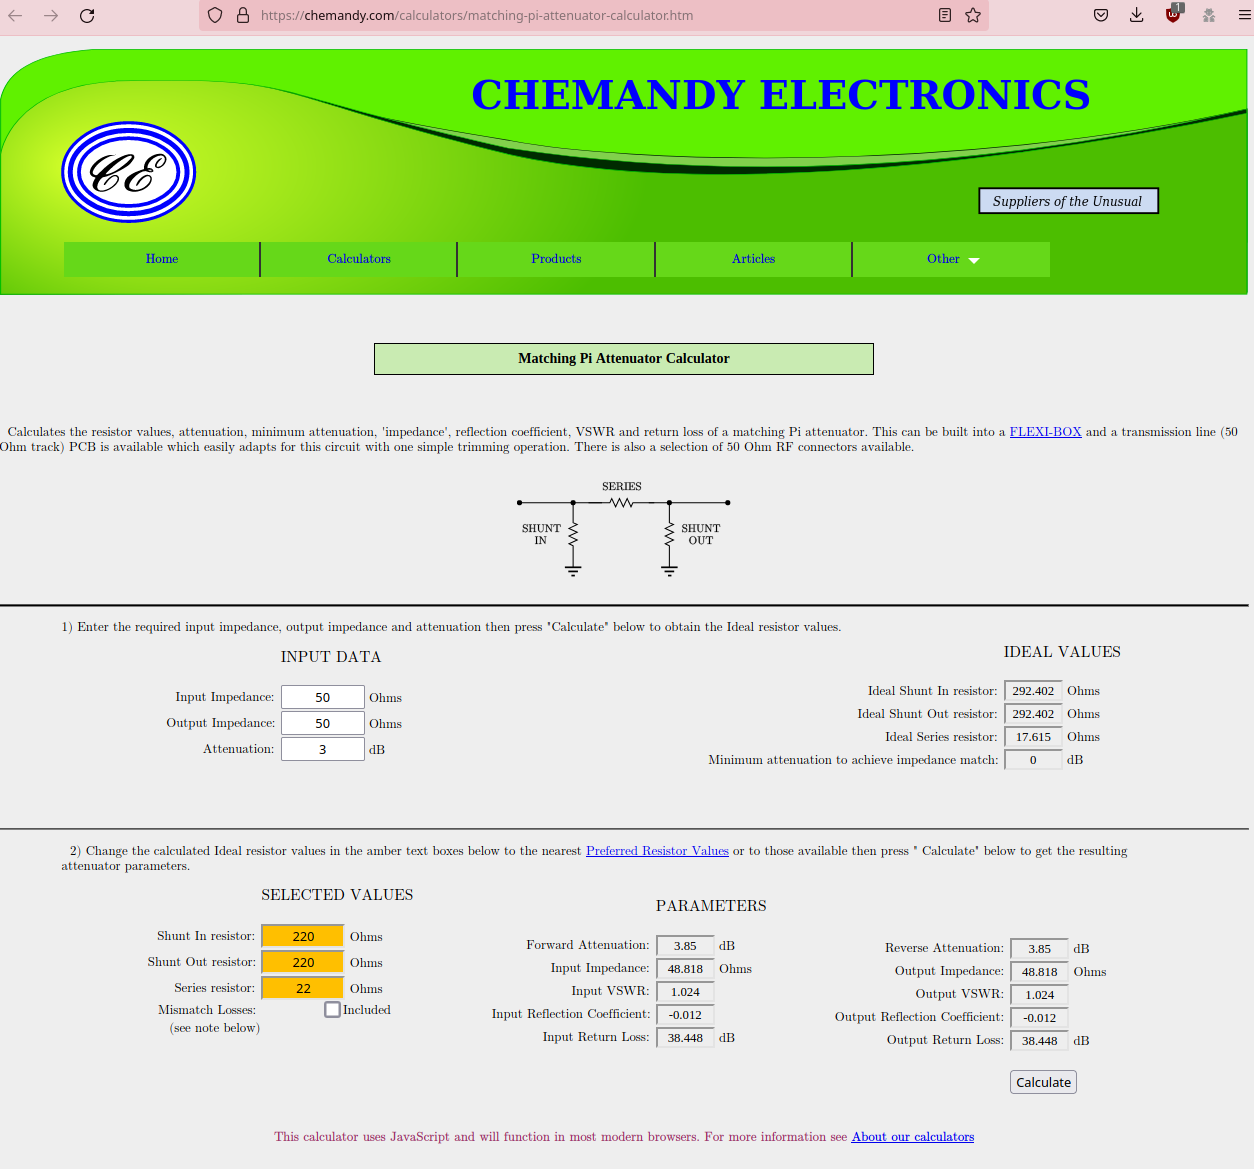 https://chemandy.com/calculators/matching-pi-attenuator-calculator.htm
1
CHEMANDY ELECTRONICS
CE
Suppliers of the Unusual
Home Calculators Products Articles Other
Matching Pi Attenuator Calculator
Calculates the resistor values, attenuation, minimum attenuation, 'impedance', reflection coefficient, VSWR and return loss of a matching Pi attenuator. This can be built into a FLEXI-BOX and a transmission line (50
Ohm track) PCB is available which easily adapts for this circuit with one simple trimming operation. There is also a selection of 50 Ohm RF connectors available.
SERIES
SHUNT
IN
SHUNT
OUT
1) Enter the required input impedance, output impedance and attenuation then press "Calculate" below to obtain the Ideal resistor values.
INPUT DATA
Input Impedance: 50 Ohms
Output Impedance: 50 Ohms
Attenuation: 3 dB
IDEAL VALUES
Ideal Shunt In resistor: 292.402 Ohms
Ideal Shunt Out resistor: 292.402 Ohms
Ideal Series resistor: 17.615 Ohms
Minimum attenuation to achieve impedance match: 0 dB
2) Change the calculated Ideal resistor values in the amber text boxes below to the nearest Preferred Resistor Values or to those available then press " Calculate" below to get the resulting
attenuator parameters.
SELECTED VALUES
Shunt In resistor: 220 Ohms
Shunt Out resistor: 220 Ohms
Series resistor: 22 Ohms
Mismatch Losses: Included
(see note below)
PARAMETERS
Forward Attenuation: 3.85 dB
Input Impedance: 48.818 Ohms
Input VSWR: 1.024
Input Reflection Coefficient: -0.012
Input Return Loss: 38.448 dB
Reverse Attenuation: 3.85 dB
Output Impedance: 48.818 Ohms
Output VSWR: 1.024
Output Reflection Coefficient: -0.012
Output Return Loss: 38.448 dB
Calculate
This calculator uses JavaScript and will function in most modern browsers. For more information see About our calculators